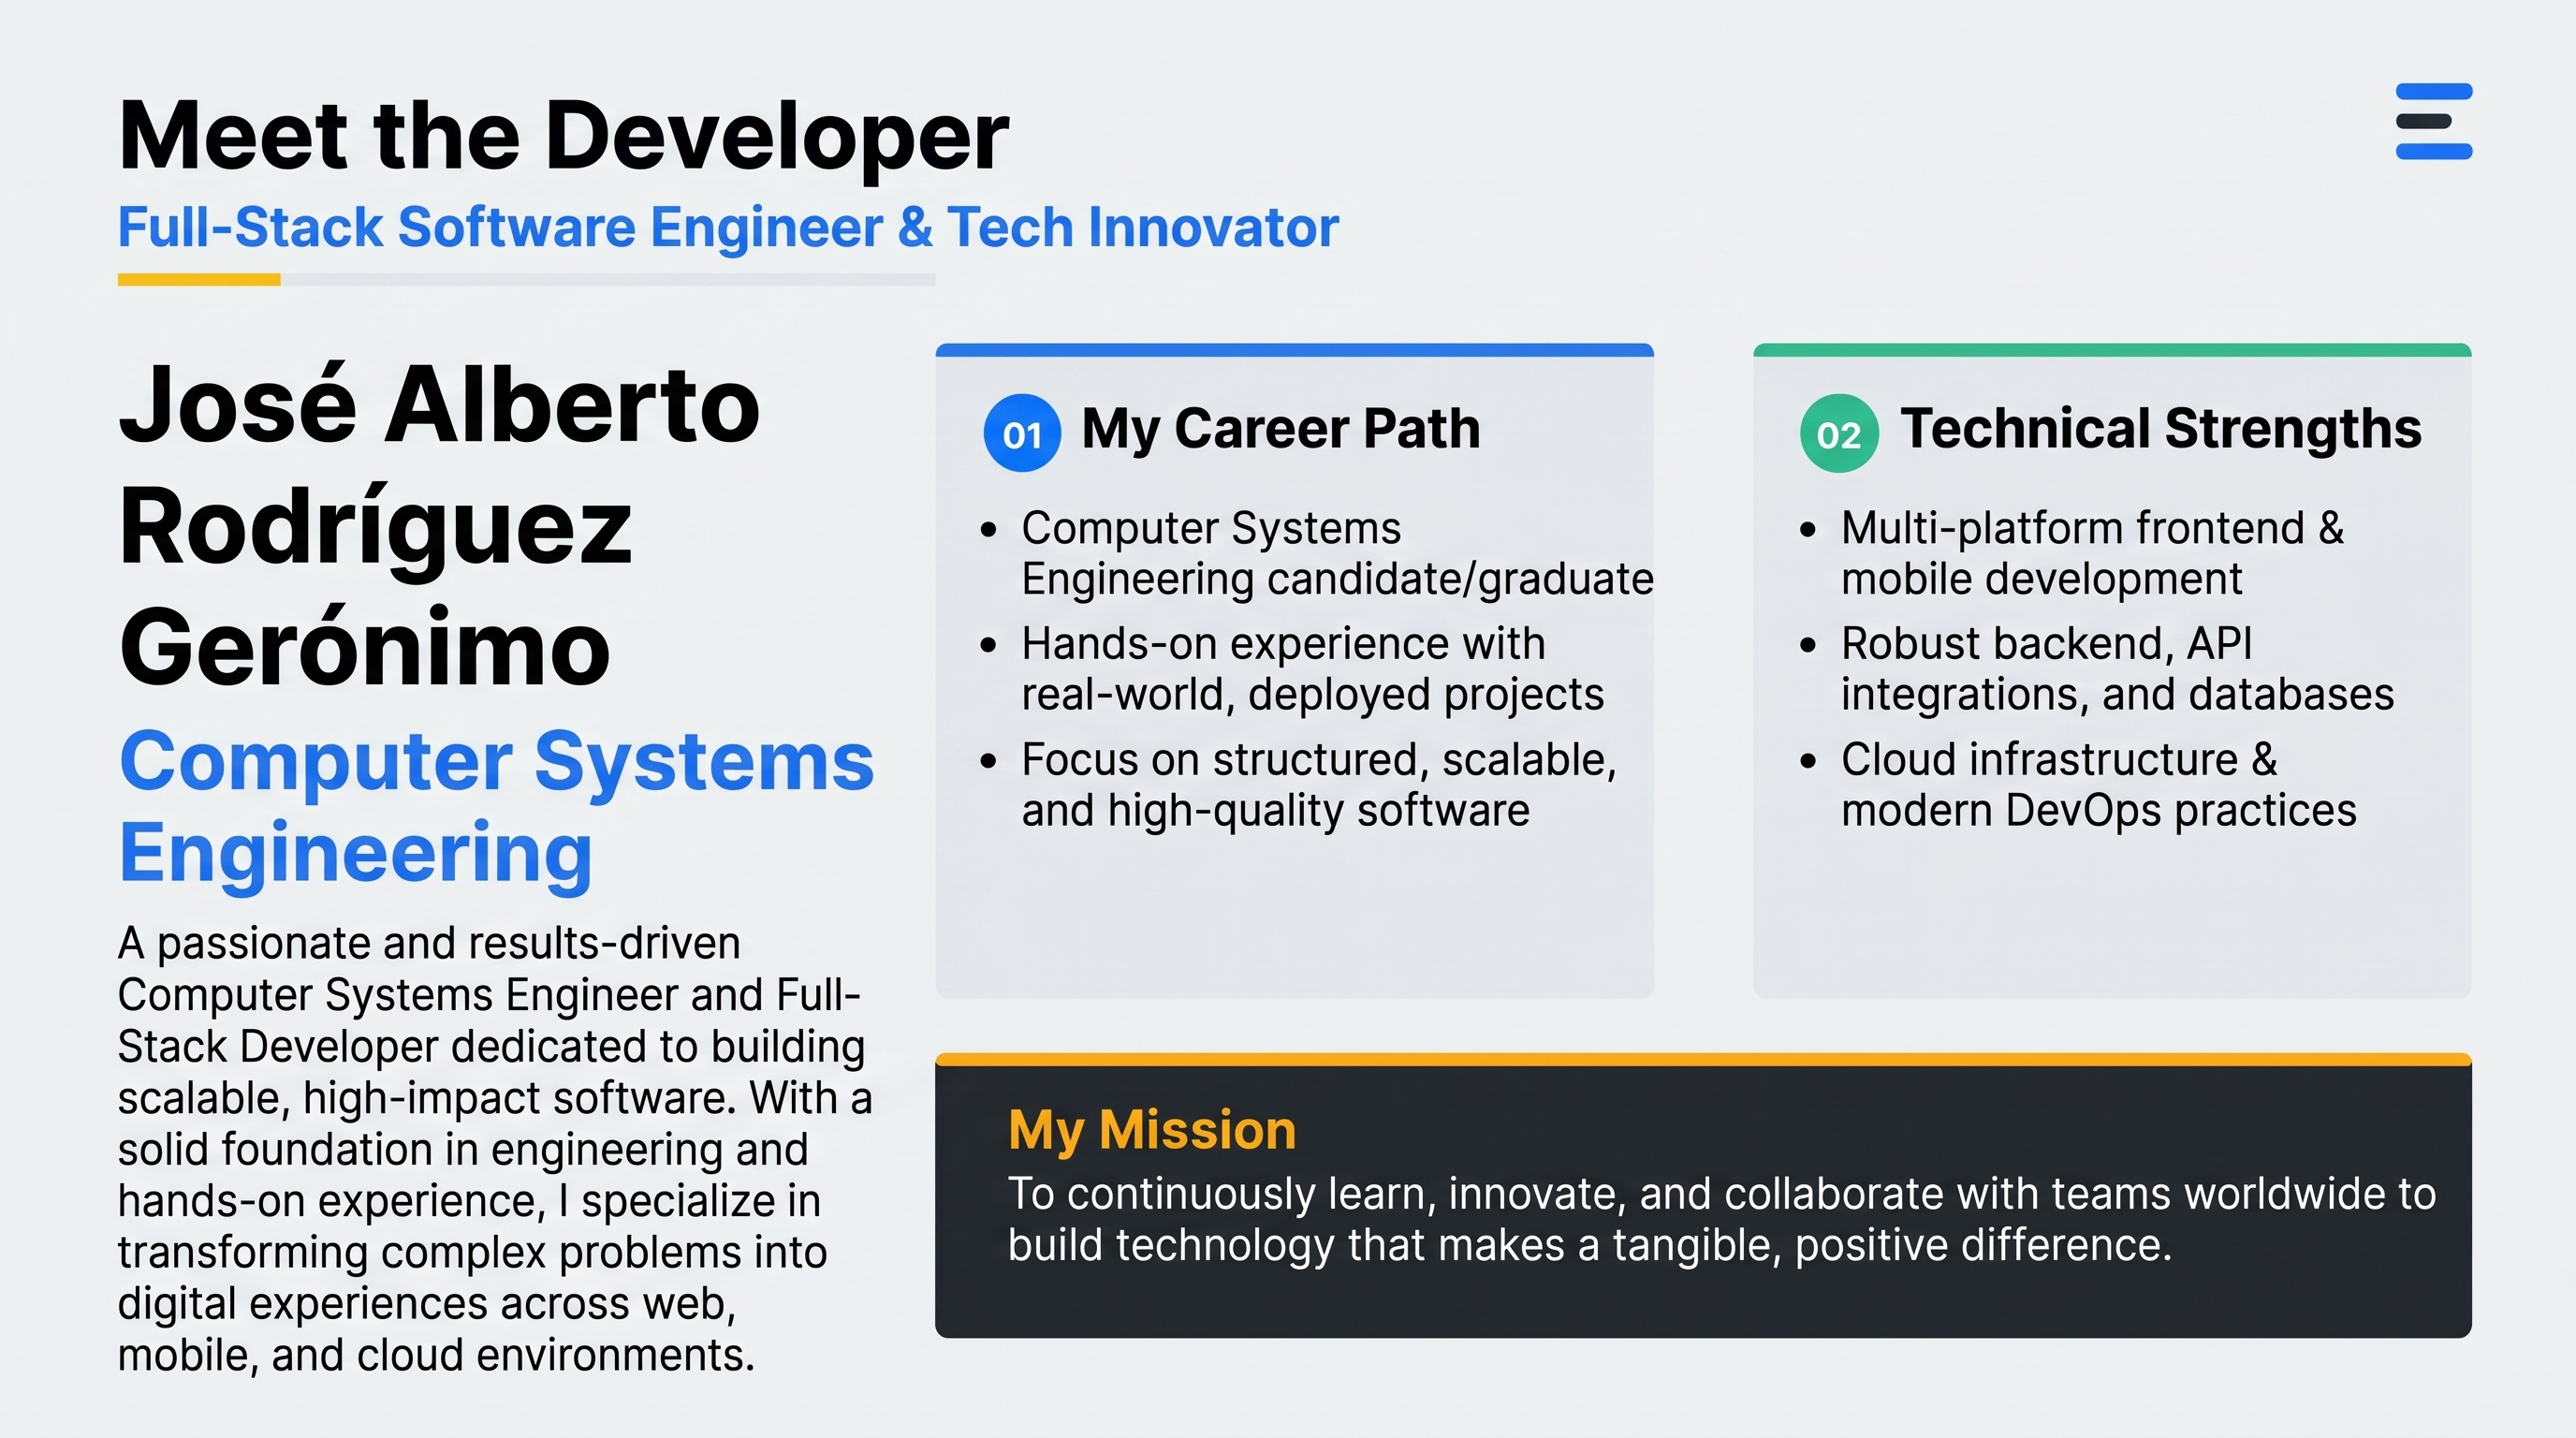 Meet the Developer
Full-Stack Software Engineer & Tech Innovator
José Alberto
Rodríguez
Gerónimo
Computer Systems
Engineering
A passionate and results-driven
Computer Systems Engineer and Full-
Stack Developer dedicated to building
scalable, high-impact software. With a
solid foundation in engineering and
hands-on experience, I specialize in
transforming complex problems into
digital experiences across web,
mobile, and cloud environments.
01 My Career Path
• Computer Systems
Engineering candidate/graduate
• Hands-on experience with
real-world, deployed projects
• Focus on structured, scalable,
and high-quality software
02 Technical Strengths
• Multi-platform frontend &
mobile development
• Robust backend, API
integrations, and databases
• Cloud infrastructure &
modern DevOps practices
My Mission
To continuously learn, innovate, and collaborate with teams worldwide to
build technology that makes a tangible, positive difference.